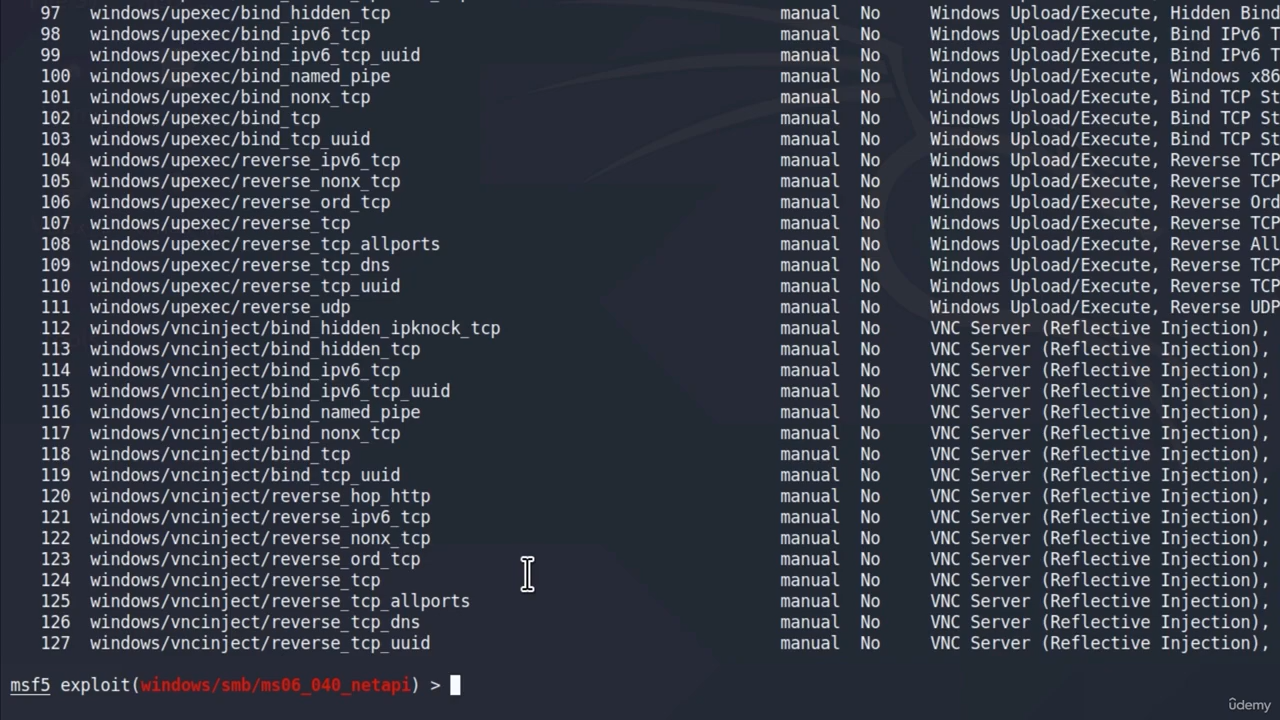 97 windows/upexec/bind_hidden_tcp manual No Windows Upload/Execute, Hidden Bind
98 windows/upexec/bind_ipv6_tcp manual No Windows Upload/Execute, Bind IPv6 T
99 windows/upexec/bind_ipv6_tcp_uuid manual No Windows Upload/Execute, Bind IPv6 T
100 windows/upexec/bind_named_pipe manual No Windows Upload/Execute, Windows x86
101 windows/upexec/bind_nonx_tcp manual No Windows Upload/Execute, Bind TCP St
102 windows/upexec/bind_tcp manual No Windows Upload/Execute, Bind TCP St
103 windows/upexec/bind_tcp_uuid manual No Windows Upload/Execute, Bind TCP St
104 windows/upexec/reverse_ipv6_tcp manual No Windows Upload/Execute, Reverse TCP
105 windows/upexec/reverse_nonx_tcp manual No Windows Upload/Execute, Reverse TCP
106 windows/upexec/reverse_ord_tcp manual No Windows Upload/Execute, Reverse Ord
107 windows/upexec/reverse_tcp manual No Windows Upload/Execute, Reverse TCP
108 windows/upexec/reverse_tcp_allports manual No Windows Upload/Execute, Reverse All
109 windows/upexec/reverse_tcp_dns manual No Windows Upload/Execute, Reverse TCP
110 windows/upexec/reverse_tcp_uuid manual No Windows Upload/Execute, Reverse TCP
111 windows/upexec/reverse_udp manual No Windows Upload/Execute, Reverse UDP
112 windows/vncinject/bind_hidden_ipknock_tcp manual No VNC Server (Reflective Injection),
113 windows/vncinject/bind_hidden_tcp manual No VNC Server (Reflective Injection),
114 windows/vncinject/bind_ipv6_tcp manual No VNC Server (Reflective Injection),
115 windows/vncinject/bind_ipv6_tcp_uuid manual No VNC Server (Reflective Injection),
116 windows/vncinject/bind_named_pipe manual No VNC Server (Reflective Injection),
117 windows/vncinject/bind_nonx_tcp manual No VNC Server (Reflective Injection),
118 windows/vncinject/bind_tcp manual No VNC Server (Reflective Injection),
119 windows/vncinject/bind_tcp_uuid manual No VNC Server (Reflective Injection),
120 windows/vncinject/reverse_hop_http manual No VNC Server (Reflective Injection),
121 windows/vncinject/reverse_ipv6_tcp manual No VNC Server (Reflective Injection),
122 windows/vncinject/reverse_nonx_tcp manual No VNC Server (Reflective Injection),
123 windows/vncinject/reverse_ord_tcp manual No VNC Server (Reflective Injection),
124 windows/vncinject/reverse_tcp manual No VNC Server (Reflective Injection),
125 windows/vncinject/reverse_tcp_allports manual No VNC Server (Reflective Injection),
126 windows/vncinject/reverse_tcp_dns manual No VNC Server (Reflective Injection),
127 windows/vncinject/reverse_tcp_uuid manual No VNC Server (Reflective Injection),
msf5 exploit(windows/smb/ms06_040_netapi) >
ûdemy